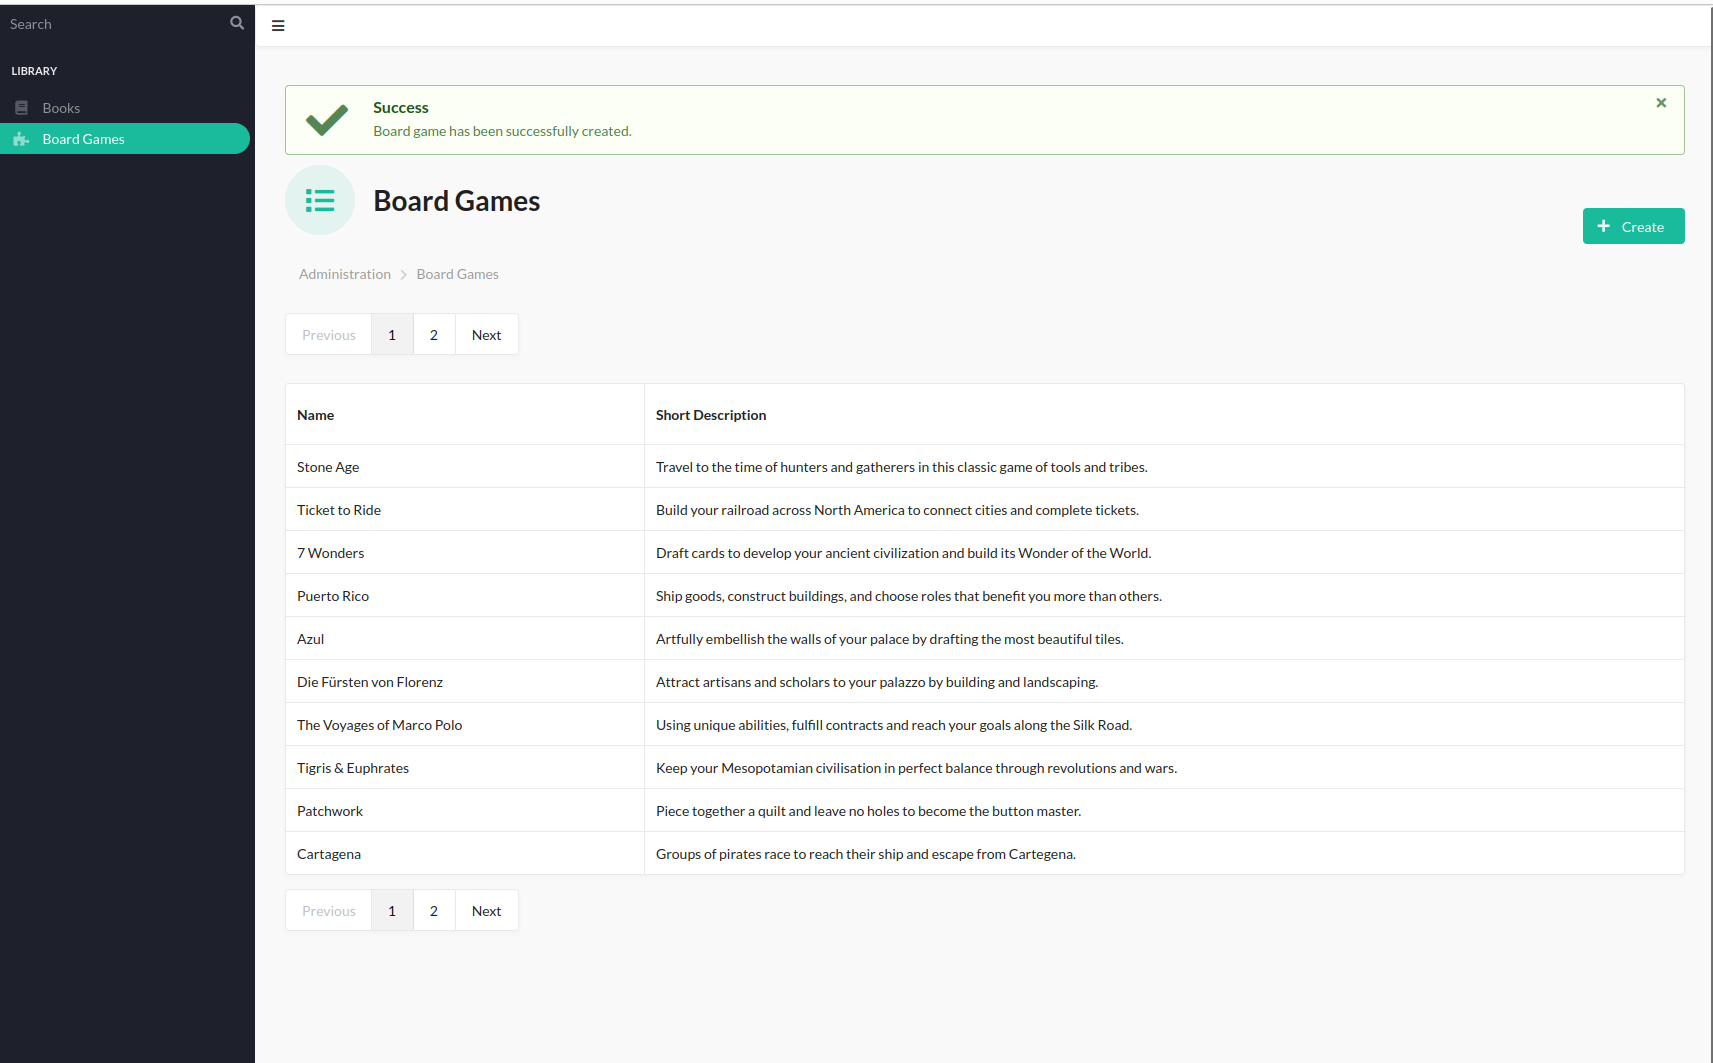 Search
LIBRARY
Books
Board Games
Success
Board game has been successfully created.
Board Games
Create
Administration > Board Games
Previous 1 2 Next
Name Short Description
Stone Age Travel to the time of hunters and gatherers in this classic game of tools and tribes.
Ticket to Ride Build your railroad across North America to connect cities and complete tickets.
7 Wonders Draft cards to develop your ancient civilization and build its Wonder of the World.
Puerto Rico Ship goods, construct buildings, and choose roles that benefit you more than others.
Azul Artfully embellish the walls of your palace by drafting the most beautiful tiles.
Die Fürsten von Florenz Attract artisans and scholars to your palazzo by building and landscaping.
The Voyages of Marco Polo Using unique abilities, fulfill contracts and reach your goals along the Silk Road.
Tigris & Euphrates Keep your Mesopotamian civilisation in perfect balance through revolutions and wars.
Patchwork Piece together a quilt and leave no holes to become the button master.
Cartagena Groups of pirates race to reach their ship and escape from Cartegena.
Previous 1 2 Next